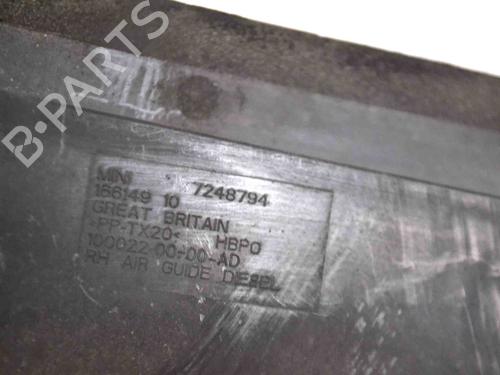 B-PARTS
MINI
166149 10 7248794
GREAT BRITAIN
>PP-TX20< HBPO
100022-00-00-AD
RH AIR GUIDE DIESEL